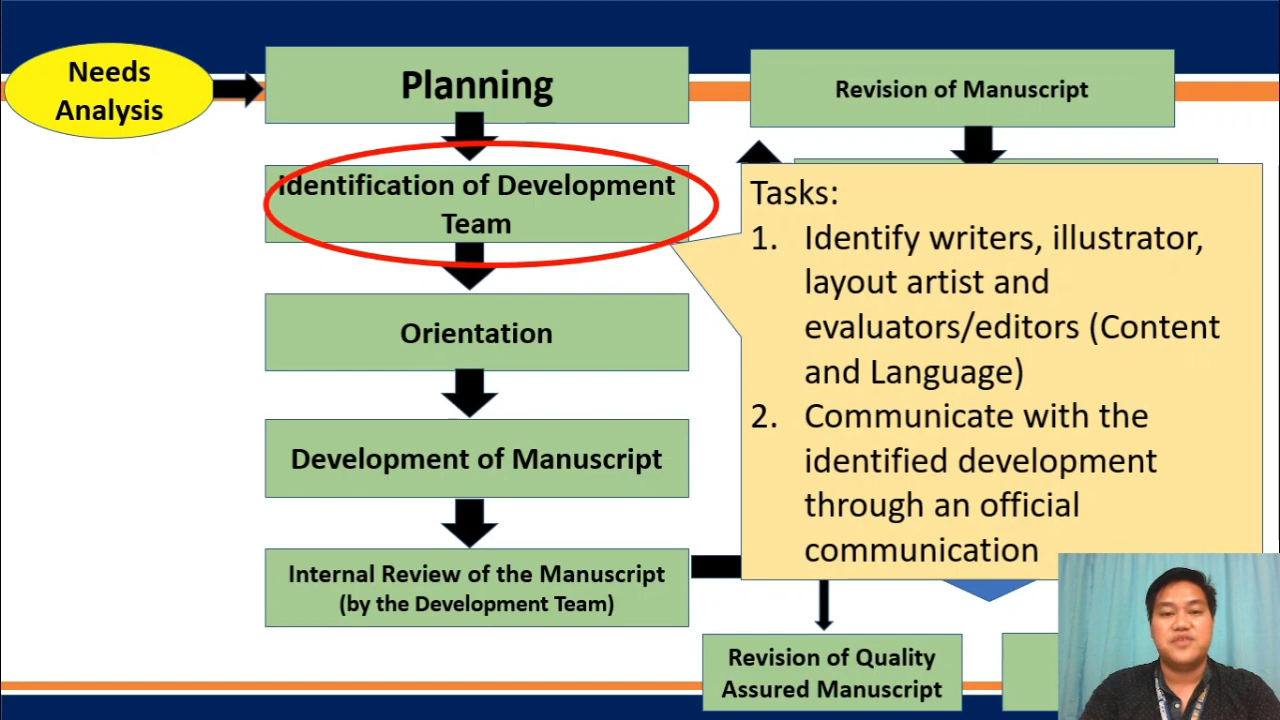 Needs
Analysis
Planning
Identification of Development
Team
Orientation
Development of Manuscript
Internal Review of the Manuscript
(by the Development Team)
Revision of Manuscript
Tasks:
1. Identify writers, illustrator,
layout artist and
evaluators/editors (Content
and Language)
2. Communicate with the
identified development
through an official
communication
Revision of Quality
Assured Manuscript